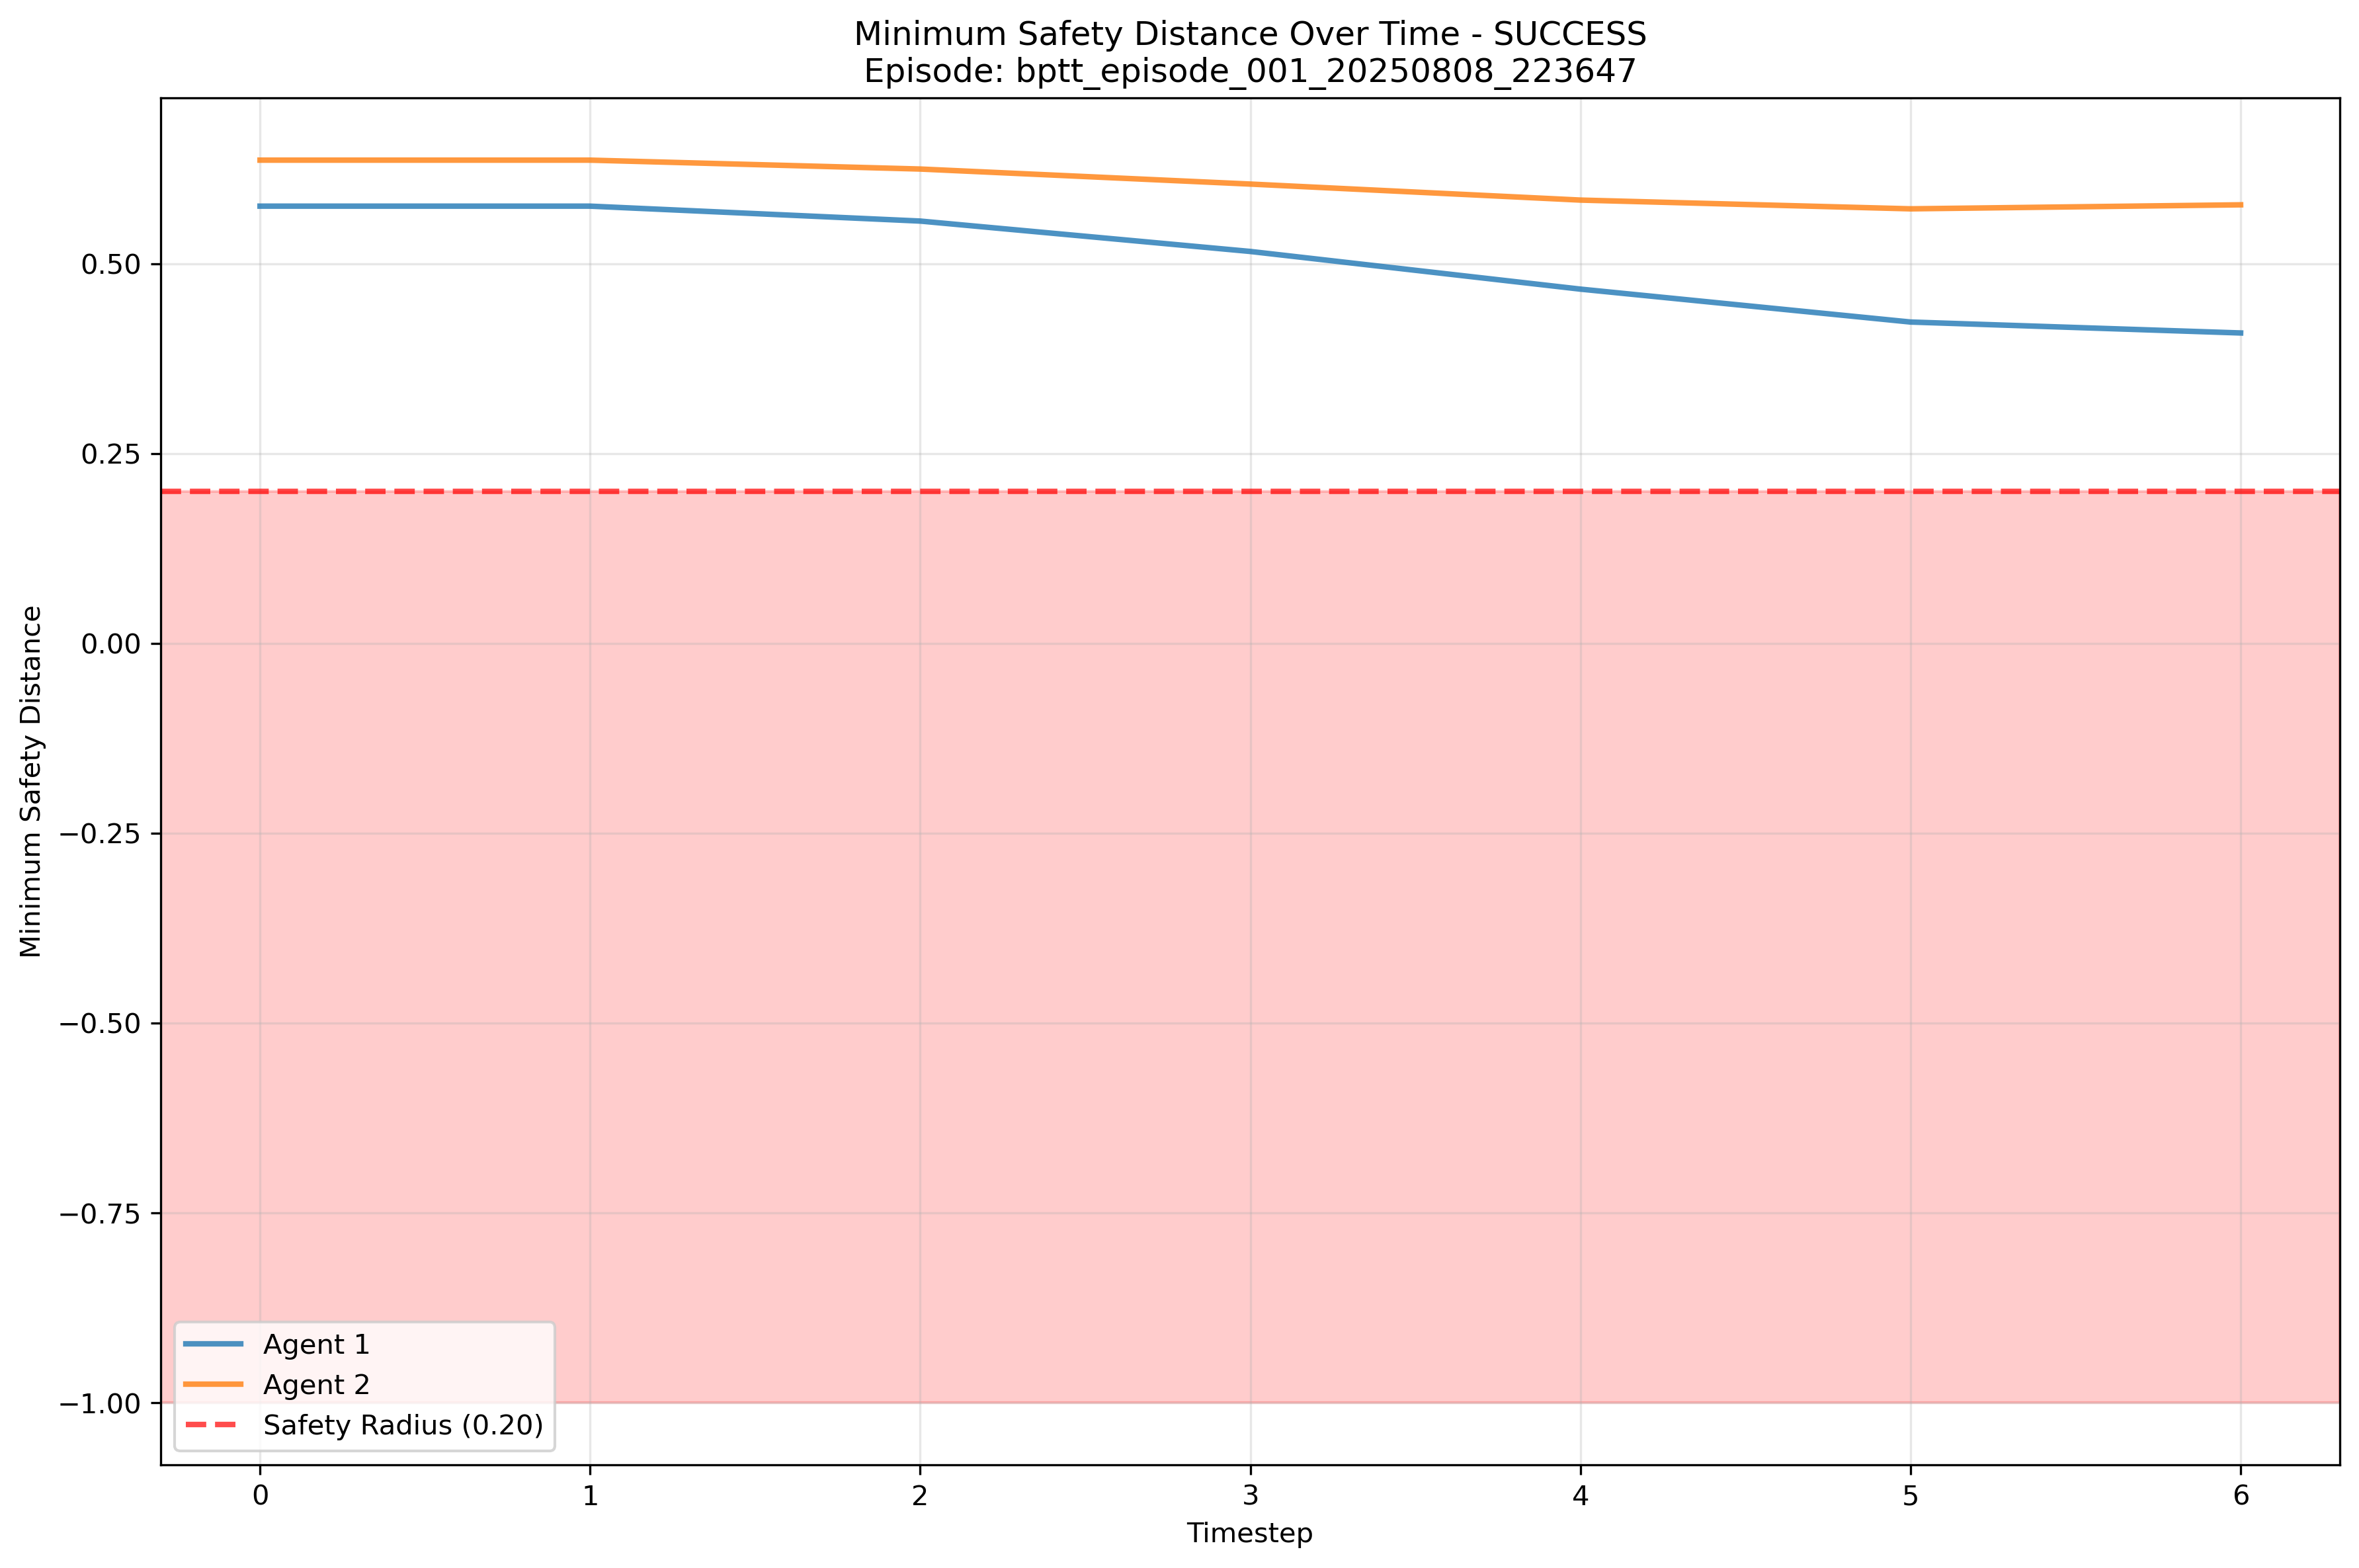 Minimum Safety Distance Over Time - SUCCESS
Episode: bptt_episode_001_20250808_223647
Minimum Safety Distance
0.50
0.25
0.00
−0.25
−0.50
−0.75
−1.00
Agent 1
Agent 2
Safety Radius (0.20)
0 1 2 3 4 5 6
Timestep